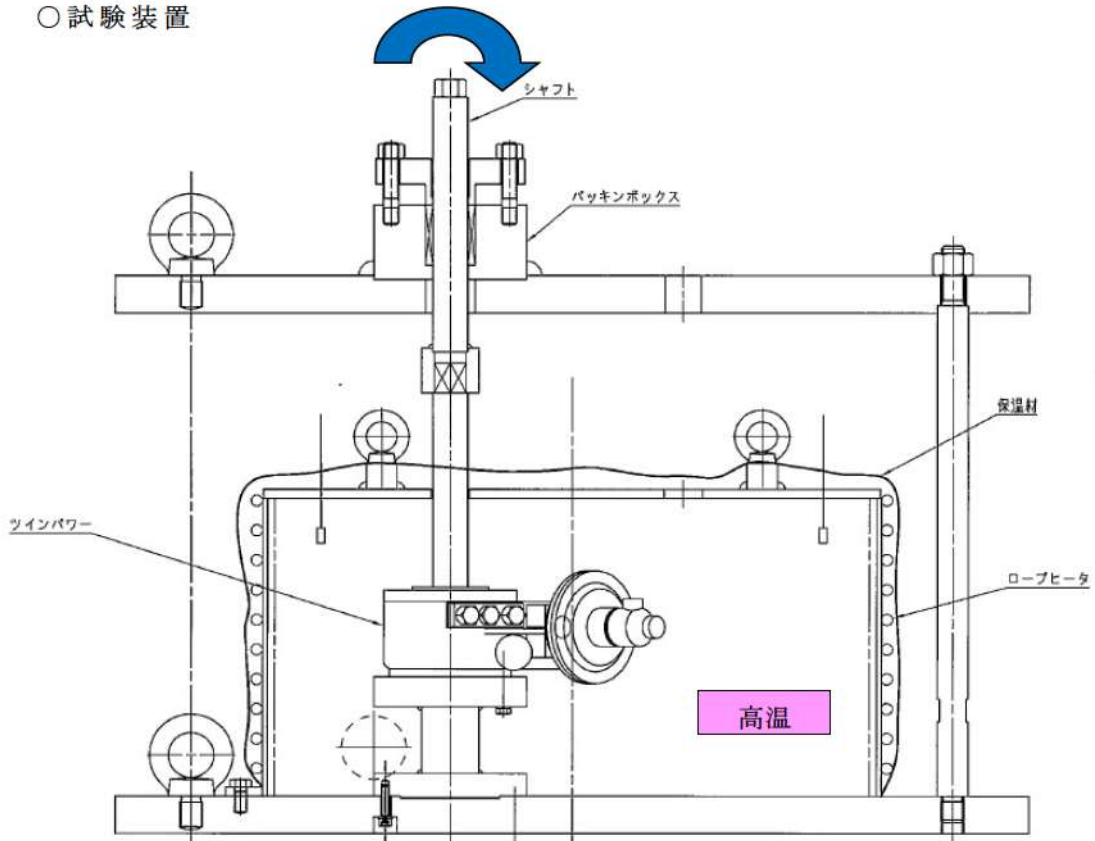 ○試験装置
シャフト
パッキンボックス
保温材
ツインパワー
ロープヒータ
高温